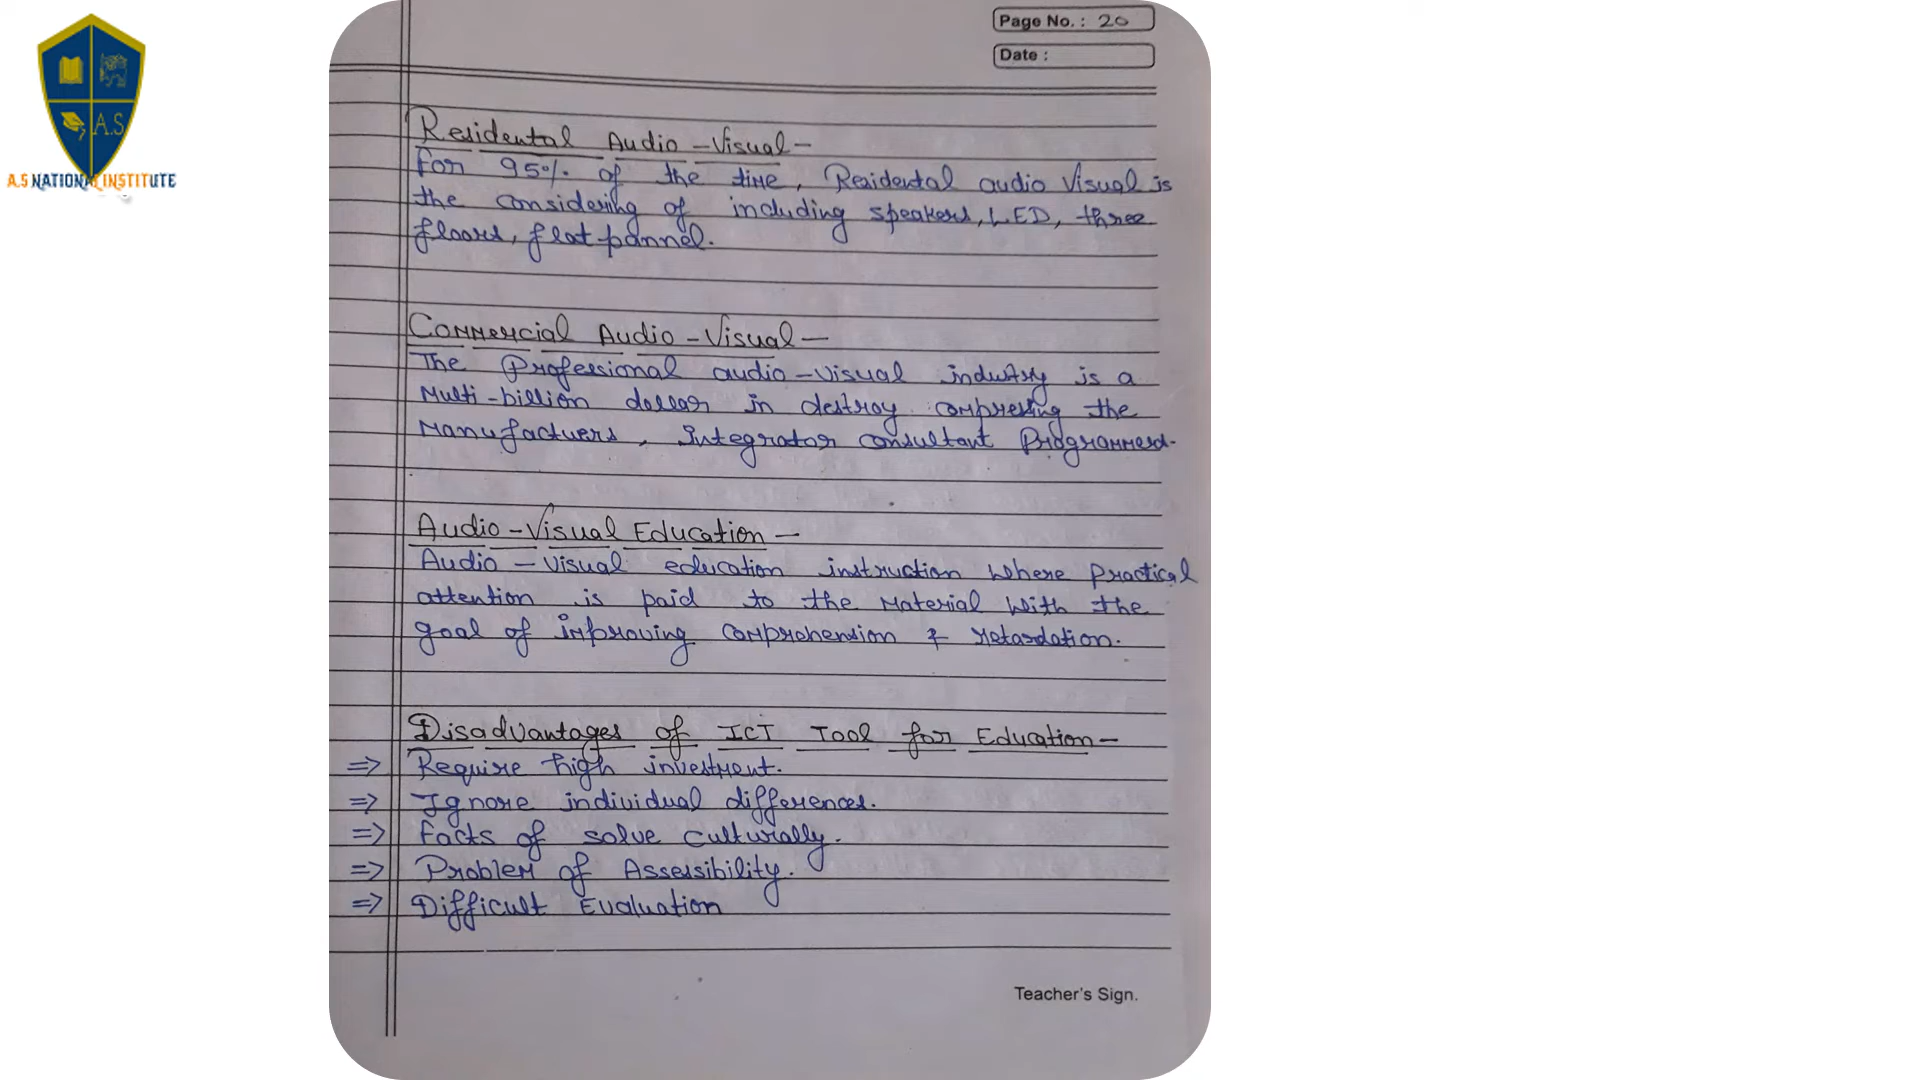 A.S
A.S NATIONAL INSTITUTE
Page No. : 20
Date :
Residental Audio-Visual-
For 95% of the time, Residental audio Visual is
the considering of including speakers, LED, three
floors, flat pannel.
Commercial Audio-Visual-
The Professional audio-visual industry is a
Multi-billion dollar in destroy compresing the
Manufactuers, Integrator consultant Programmerd.
Audio-Visual Education-
Audio-Visual education instruction where practical
attention is paid to the material with the
goal of improving comprehension & retardation.
Disadvantages of ICT Tool for Education-
=> Require high investment.
=> Ignore individual differences.
=> Facts of solve culturally.
=> Problem of Assessibility.
=> Difficult Evaluation
Teacher's Sign.